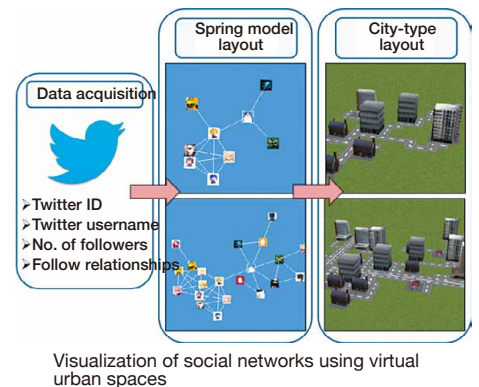 Data acquisition
➢Twitter ID
➢Twitter username
➢No. of followers
➢Follow relationships
Spring model
layout
City-type
layout
Visualization of social networks using virtual
urban spaces